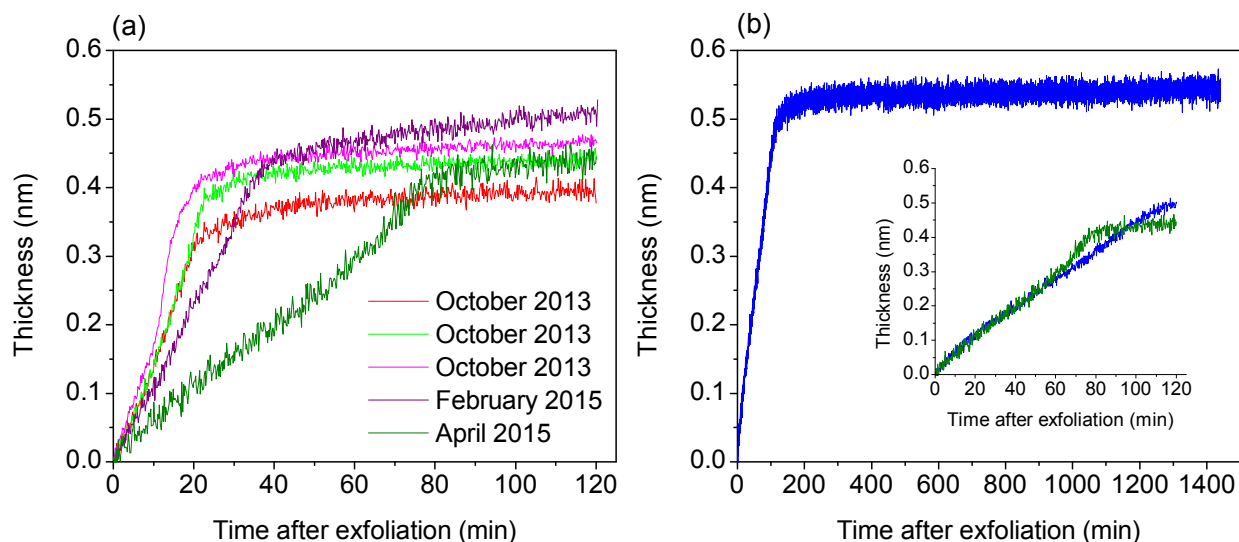 (a)
0.6
0.5
0.4
0.3
0.2
0.1
0.0
Thickness (nm)
October 2013
October 2013
October 2013
February 2015
April 2015
0 20 40 60 80 100 120
Time after exfoliation (min)
(b)
0.6
0.5
0.4
0.3
0.2
0.1
0.0
Thickness (nm)
0.6
0.5
0.4
0.3
0.2
0.1
0.0
Thickness (nm)
0 20 40 60 80 100 120
Time after exfoliation (min)
0 200 400 600 800 1000 1200 1400
Time after exfoliation (min)